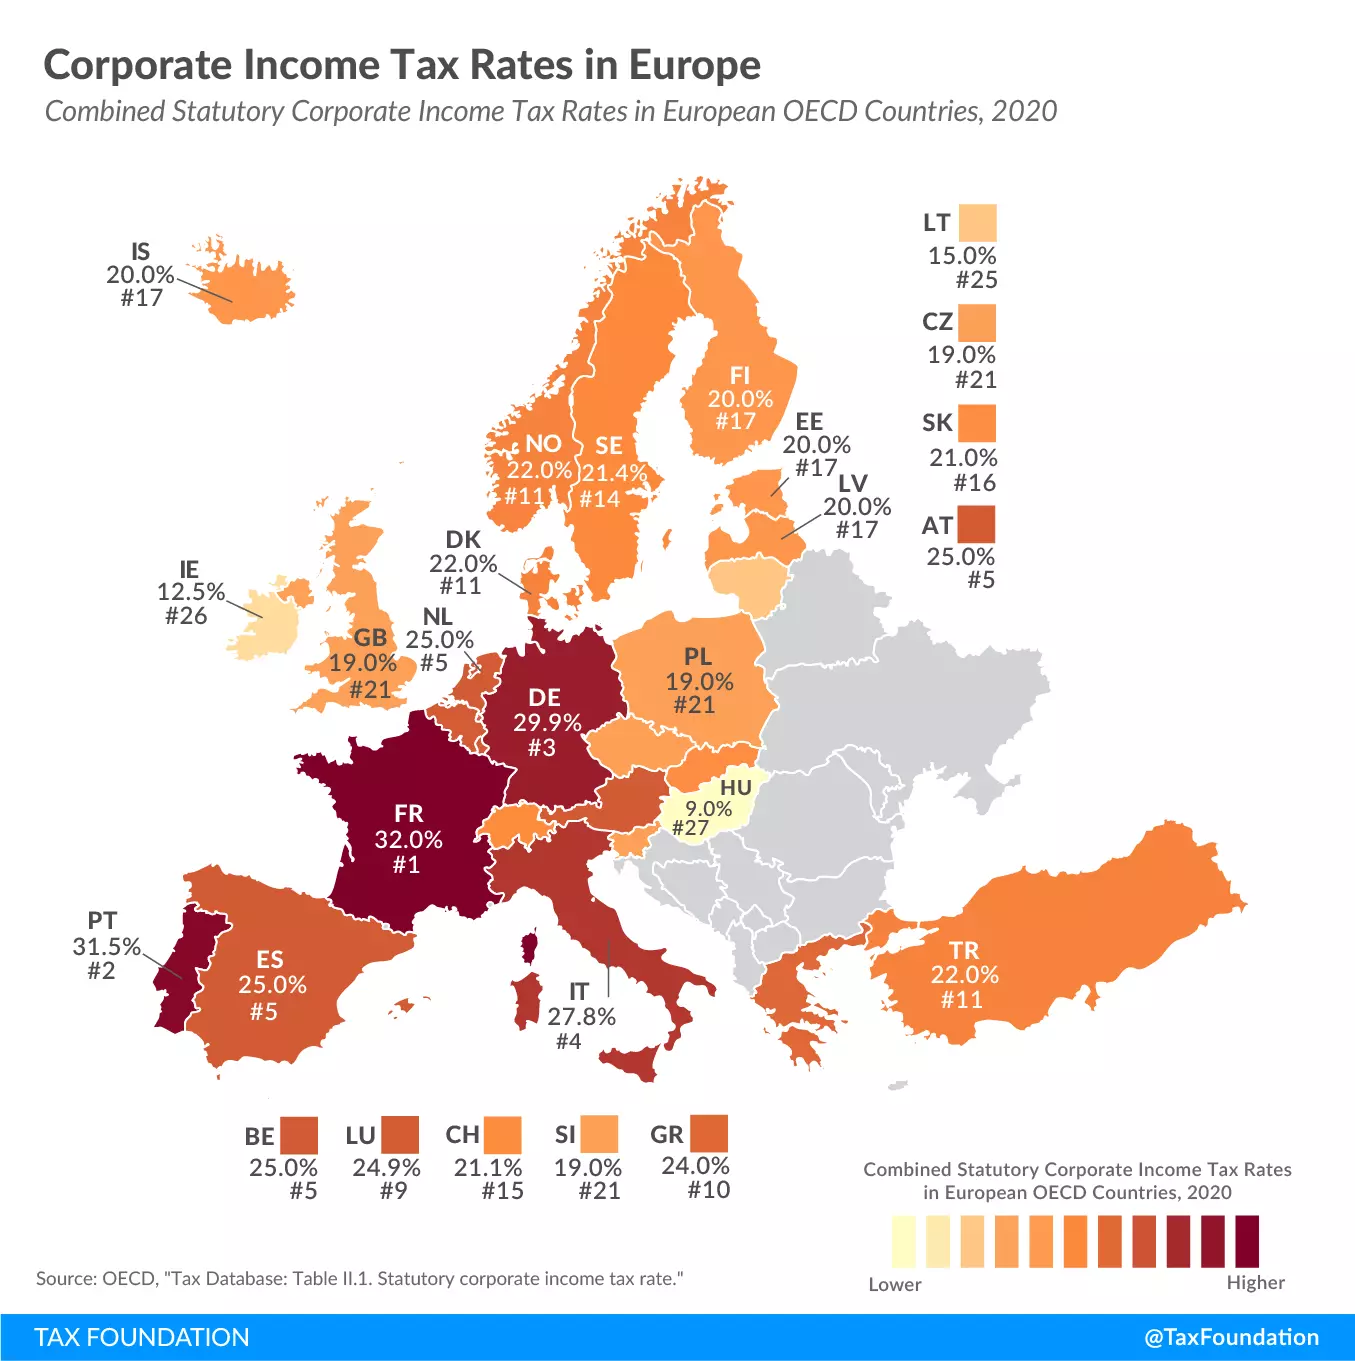 Corporate Income Tax Rates in Europe
Combined Statutory Corporate Income Tax Rates in European OECD Countries, 2020
IS
20.0%
#17
LT
15.0%
#25
CZ
19.0%
#21
SK
21.0%
#16
AT
25.0%
#5
FI
20.0%
#17
EE
20.0%
#17
LV
20.0%
#17
NO
22.0%
#11
SE
21.4%
#14
DK
22.0%
#11
IE
12.5%
#26
GB
19.0%
#21
NL
25.0%
#5
PL
19.0%
#21
DE
29.9%
#3
HU
9.0%
#27
FR
32.0%
#1
PT
31.5%
#2
ES
25.0%
#5
IT
27.8%
#4
TR
22.0%
#11
BE
25.0%
#5
LU
24.9%
#9
CH
21.1%
#15
SI
19.0%
#21
GR
24.0%
#10
Combined Statutory Corporate Income Tax Rates
in European OECD Countries, 2020
Lower
Higher
Source: OECD, "Tax Database: Table II.1. Statutory corporate income tax rate."
TAX FOUNDATION
@TaxFoundation